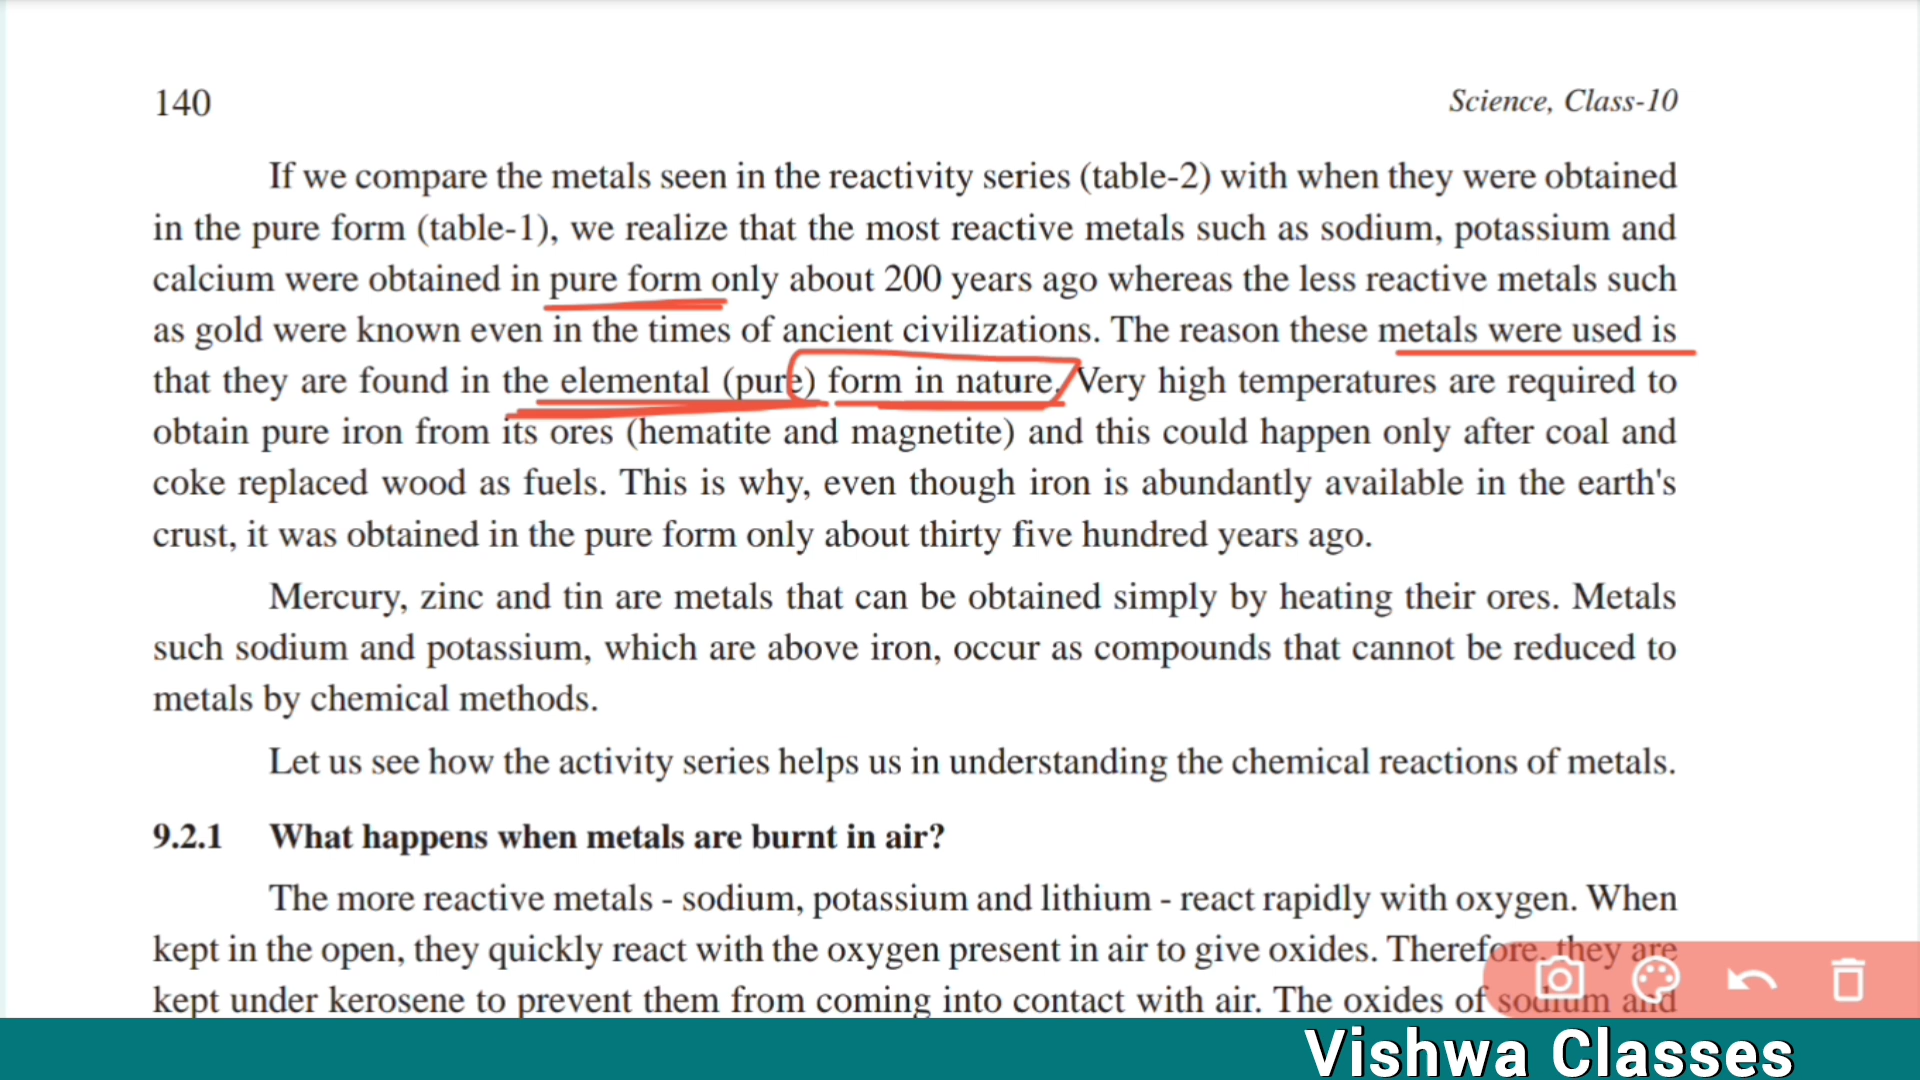 140
Science, Class-10
If we compare the metals seen in the reactivity series (table-2) with when they were obtained
in the pure form (table-1), we realize that the most reactive metals such as sodium, potassium and
calcium were obtained in pure form only about 200 years ago whereas the less reactive metals such
as gold were known even in the times of ancient civilizations. The reason these metals were used is
that they are found in the elemental (pure) form in nature. Very high temperatures are required to
obtain pure iron from its ores (hematite and magnetite) and this could happen only after coal and
coke replaced wood as fuels. This is why, even though iron is abundantly available in the earth's
crust, it was obtained in the pure form only about thirty five hundred years ago.
Mercury, zinc and tin are metals that can be obtained simply by heating their ores. Metals
such sodium and potassium, which are above iron, occur as compounds that cannot be reduced to
metals by chemical methods.
Let us see how the activity series helps us in understanding the chemical reactions of metals.
9.2.1 What happens when metals are burnt in air?
The more reactive metals - sodium, potassium and lithium - react rapidly with oxygen. When
kept in the open, they quickly react with the oxygen present in air to give oxides. Therefore, they are
kept under kerosene to prevent them from coming into contact with air. The oxides of sodium and
Vishwa Classes